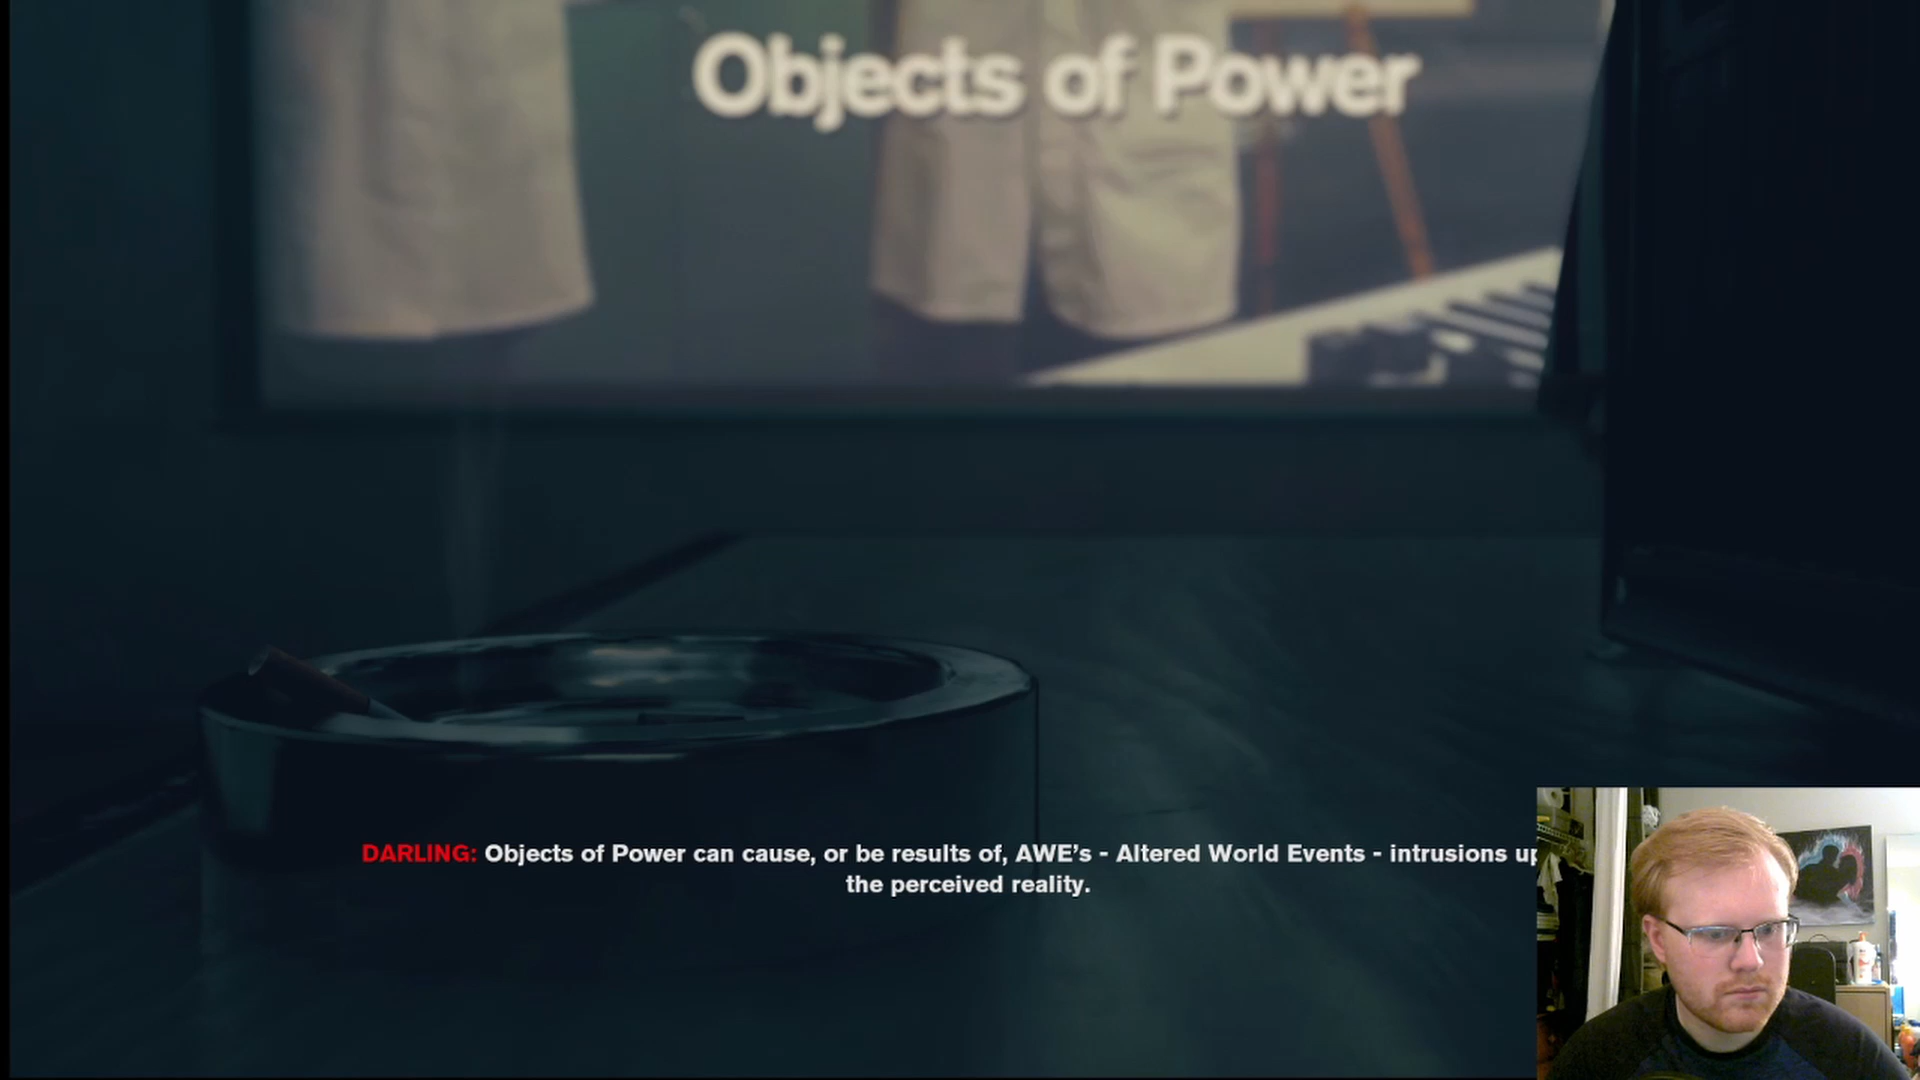 Objects of Power
DARLING: Objects of Power can cause, or be results of, AWE's - Altered World Events - intrusions up
the perceived reality.